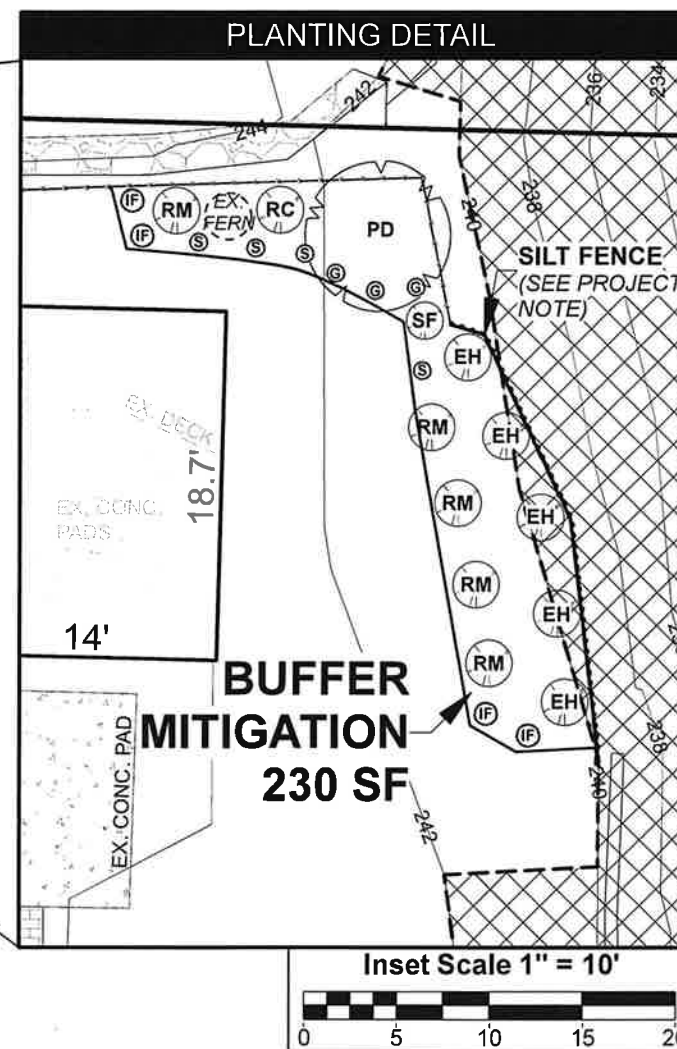 PLANTING DETAIL
242
244
236
234
238
240
IF
RM
EX.
FERN
RC
PD
IF
S
S
S
G
G
G
SILT FENCE
(SEE PROJECT
NOTE)
SF
EH
S
RM
EH
EX. DECK
18.7'
EX. CONC.
PADS
RM
EH
RM
EH
14'
RM
EH
IF
IF
BUFFER
MITIGATION
230 SF
EX. CONC. PAD
242
240
238
Inset Scale 1" = 10'
0 5 10 15 20